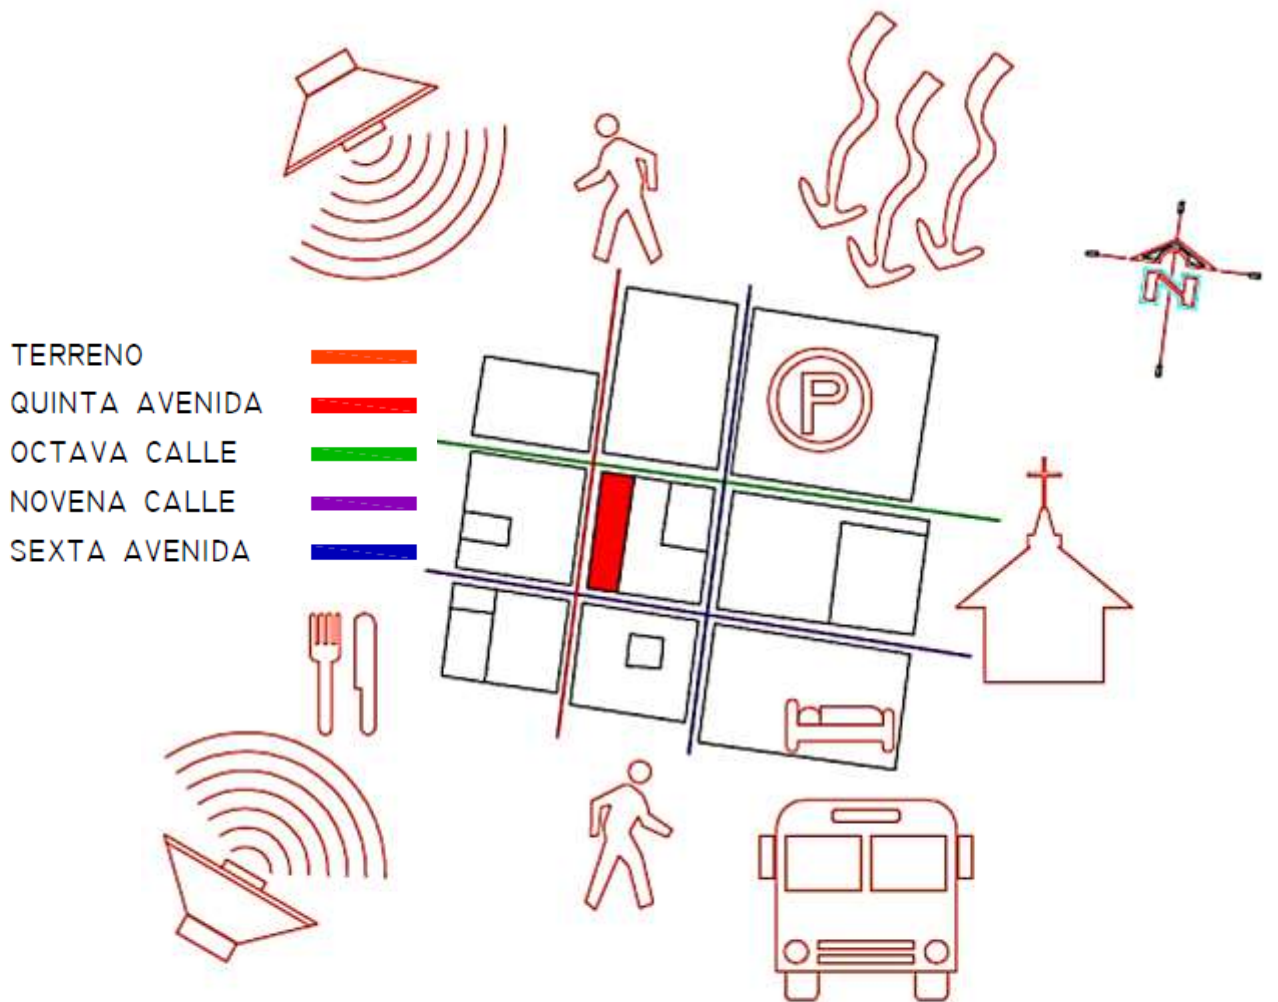 N
TERRENO
QUINTA AVENIDA
P
OCTAVA CALLE
NOVENA CALLE
SEXTA AVENIDA